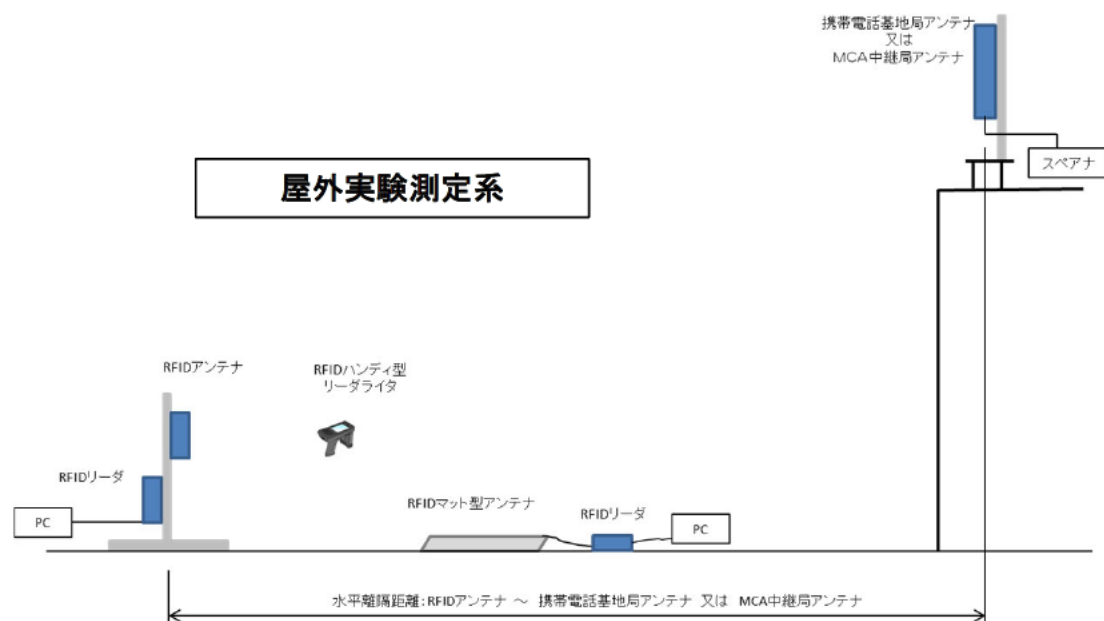 携帯電話基地局アンテナ
又は
MCA中継局アンテナ
スペアナ
屋外実験測定系
RFIDアンテナ
RFIDハンディ型
リーダライタ
RFIDリーダ
PC
RFIDマット型アンテナ
RFIDリーダ
PC
水平離隔距離:RFIDアンテナ ～ 携帯電話基地局アンテナ 又は MCA中継局アンテナ